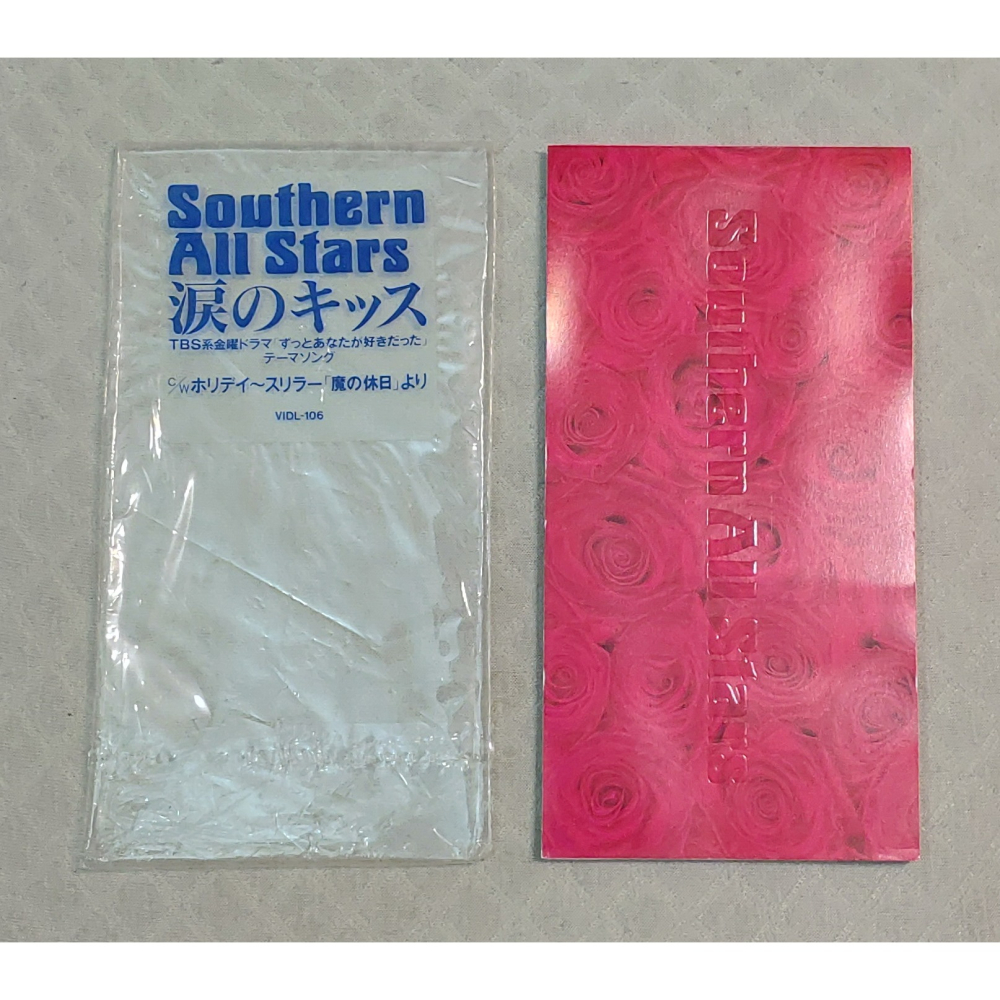 Southern
All Stars
涙のキッス
TBS系金曜ドラマ「ずっとあなたが好きだった」
テーマソング
C/Wホリデイ〜スリラー「魔の休日」より
VIDL-106
Southern All Stars